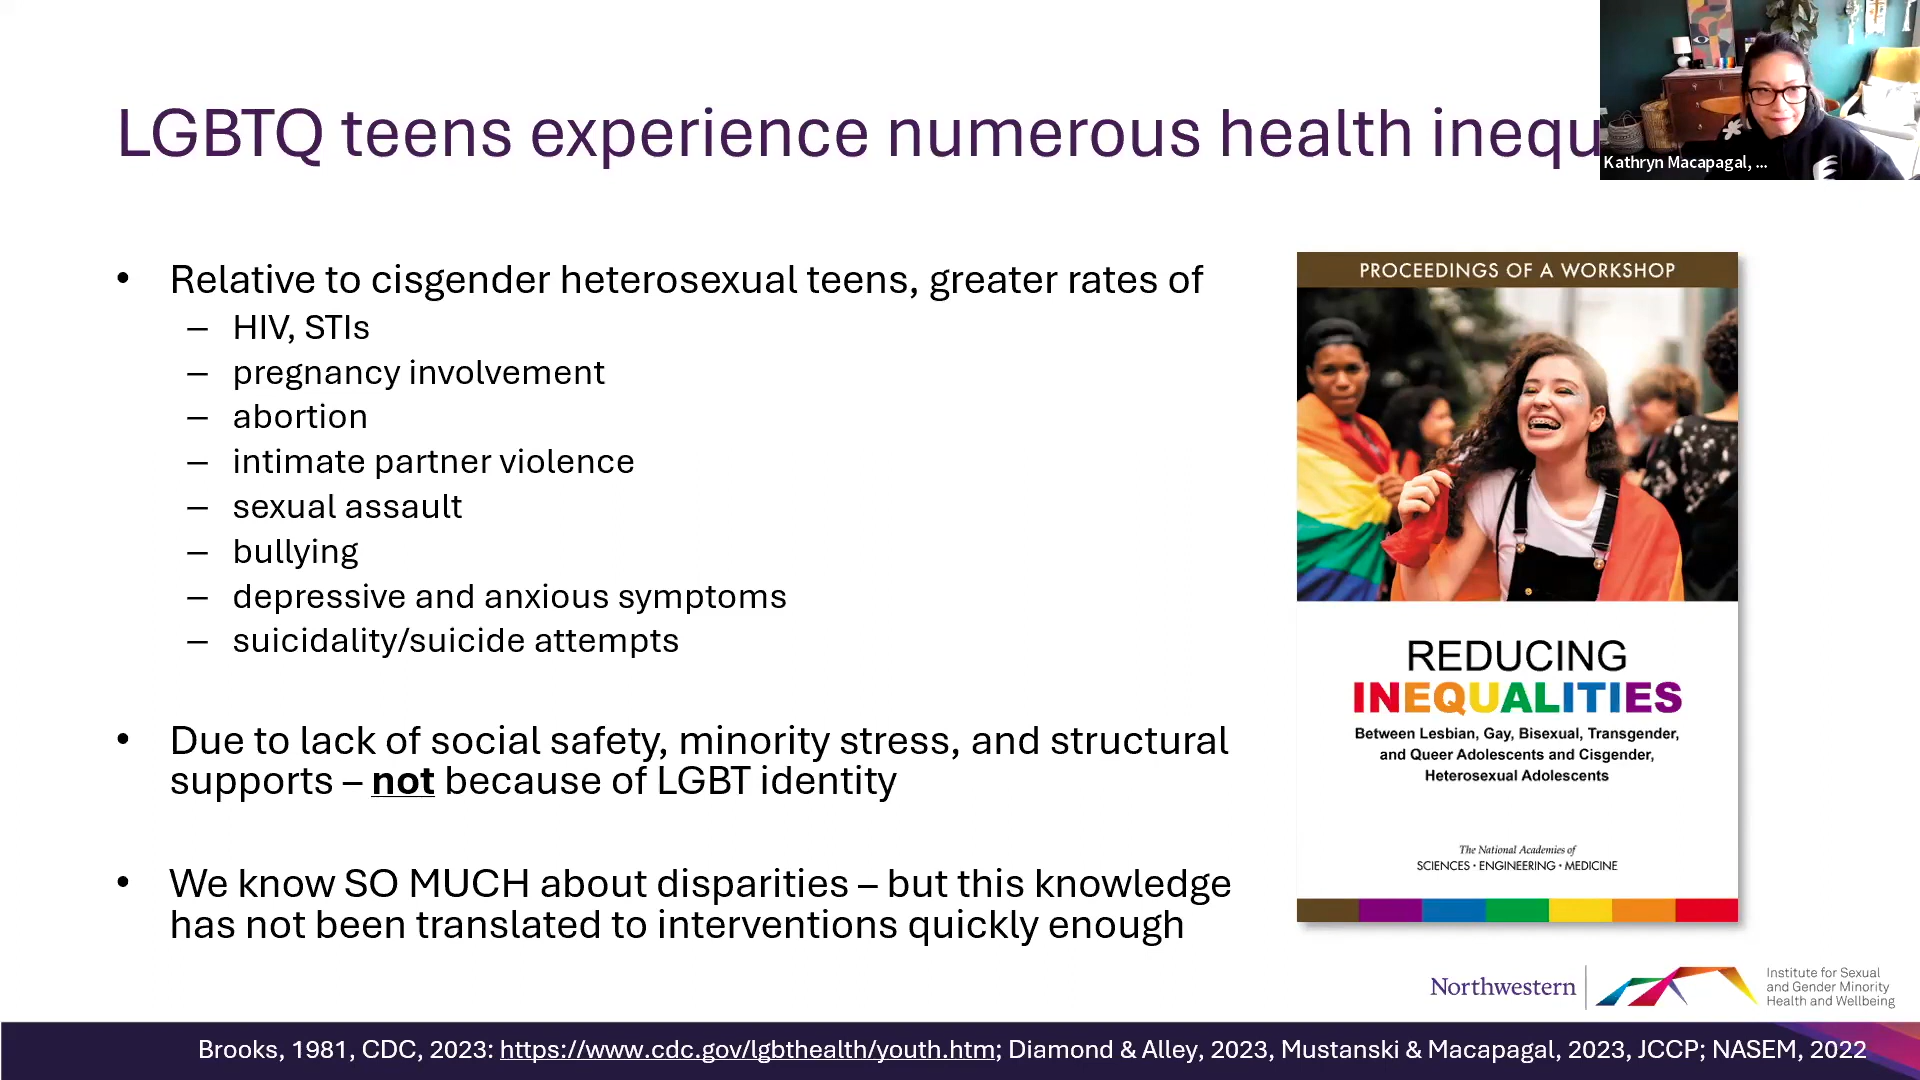 LGBTQ teens experience numerous health inequ
Kathryn Macapagal, ...
• Relative to cisgender heterosexual teens, greater rates of
– HIV, STIs
– pregnancy involvement
– abortion
– intimate partner violence
– sexual assault
– bullying
– depressive and anxious symptoms
– suicidality/suicide attempts
• Due to lack of social safety, minority stress, and structural
supports – not because of LGBT identity
• We know SO MUCH about disparities – but this knowledge
has not been translated to interventions quickly enough
PROCEEDINGS OF A WORKSHOP
REDUCING
INEQUALITIES
Between Lesbian, Gay, Bisexual, Transgender,
and Queer Adolescents and Cisgender,
Heterosexual Adolescents
The National Academies of
SCIENCES · ENGINEERING · MEDICINE
Northwestern
Institute for Sexual
and Gender Minority
Health and Wellbeing
Brooks, 1981, CDC, 2023: https://www.cdc.gov/lgbthealth/youth.htm; Diamond & Alley, 2023, Mustanski & Macapagal, 2023, JCCP; NASEM, 2022